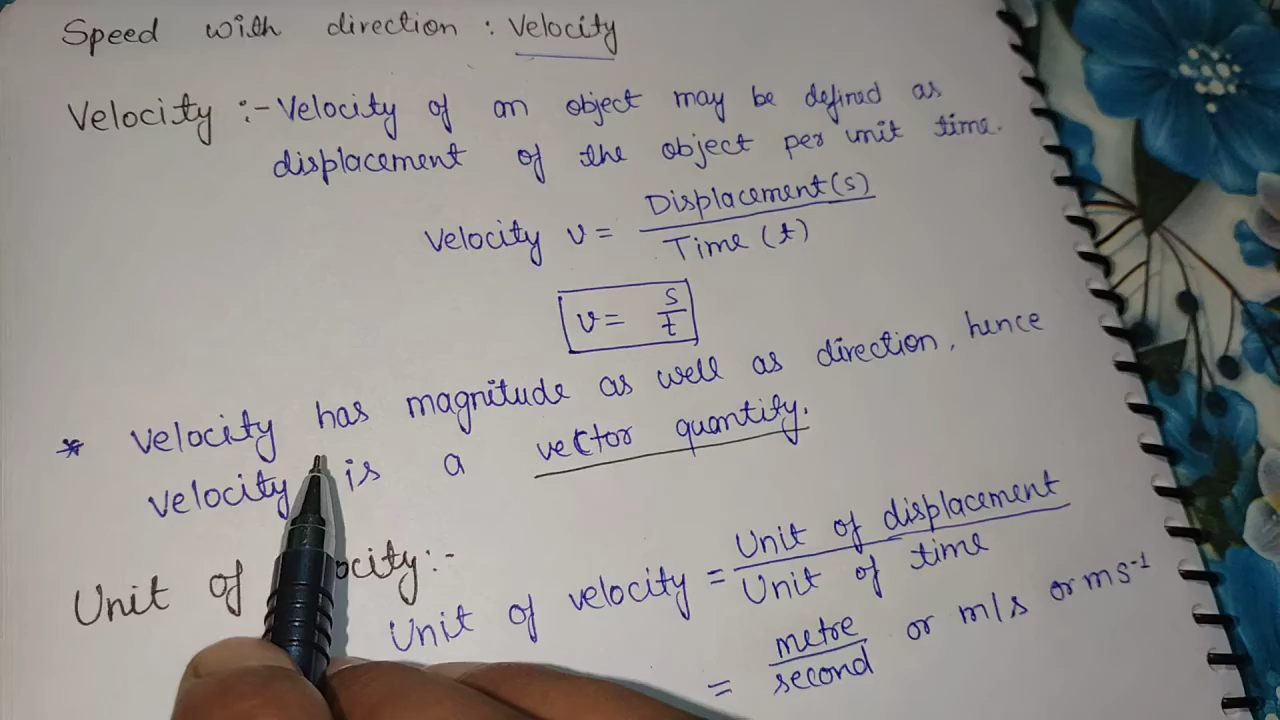 Speed with direction : Velocity
Velocity :- Velocity of an object may be defined as
displacement of the object per unit time.
Velocity v = Displacement(s) / Time (t)
v = s/t
* Velocity has magnitude as well as direction, hence
velocity is a vector quantity.
Unit of ocity :-
Unit of velocity = Unit of displacement / Unit of time
= metre / second or m/s or ms⁻¹